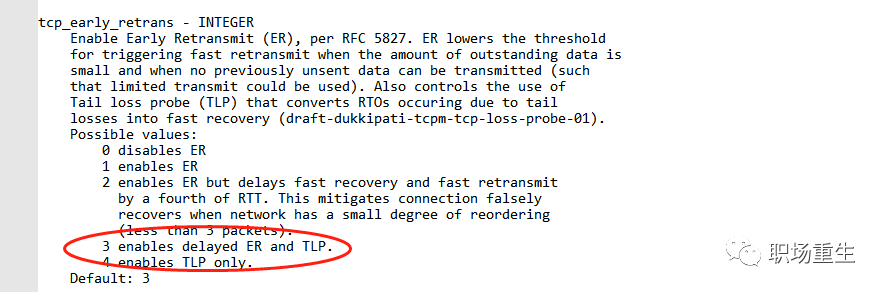 tcp_early_retrans - INTEGER
Enable Early Retransmit (ER), per RFC 5827. ER lowers the threshold
for triggering fast retransmit when the amount of outstanding data is
small and when no previously unsent data can be transmitted (such
that limited transmit could be used). Also controls the use of
Tail loss probe (TLP) that converts RTOs occuring due to tail
losses into fast recovery (draft-dukkipati-tcpm-tcp-loss-probe-01).
Possible values:
0 disables ER
1 enables ER
2 enables ER but delays fast recovery and fast retransmit
by a fourth of RTT. This mitigates connection falsely
recovers when network has a small degree of reordering
(less than 3 packets).
3 enables delayed ER and TLP.
4 enables TLP only.
Default: 3
职场重生